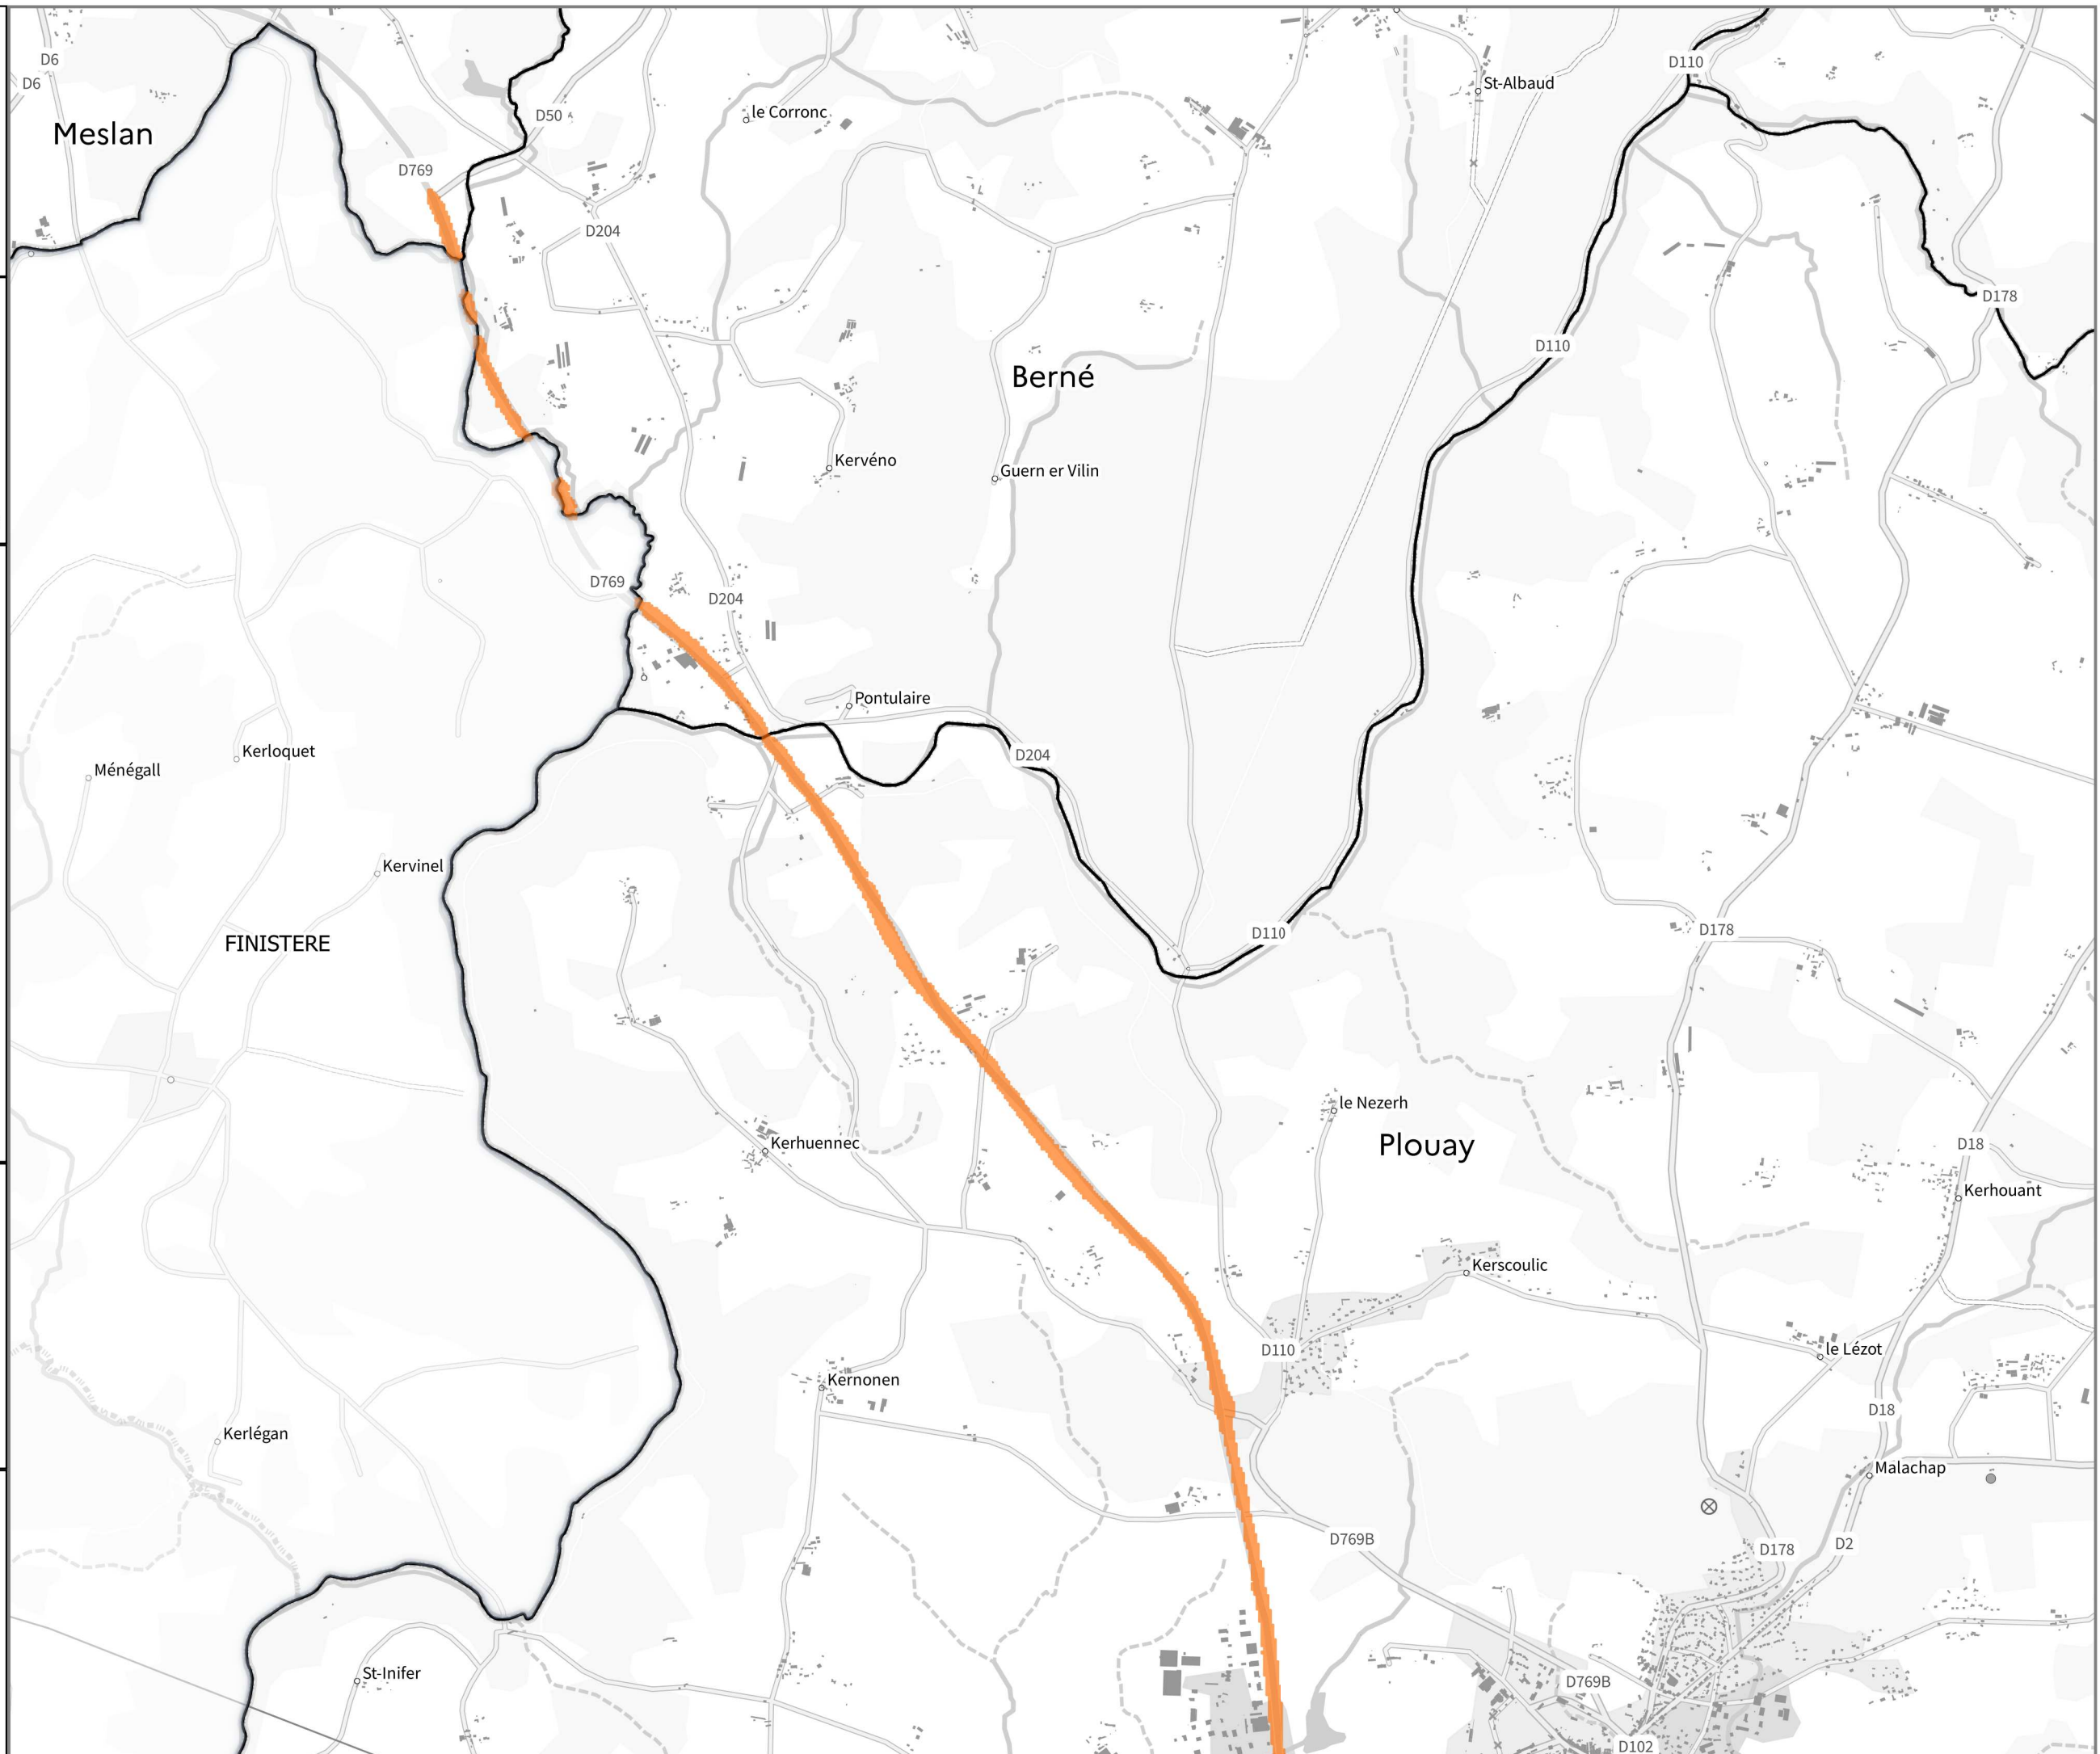 D6
D110
D6
St-Albaud
le Corronc
D50
Meslan
D769
D204
D178
D110
Berné
Kervéno
Guern er Vilin
D769
D204
Pontulaire
Kerloquet
D204
Ménégall
Kervinel
D178
D110
FINISTERE
le Nezerh
Kerhuennec
D18
Plouay
Kerhouant
Kerscoulic
D110
le Lézot
Kernonen
D18
Kerlégan
Malachap
D769B
D2
D178
St-Inifer
D769B
D102